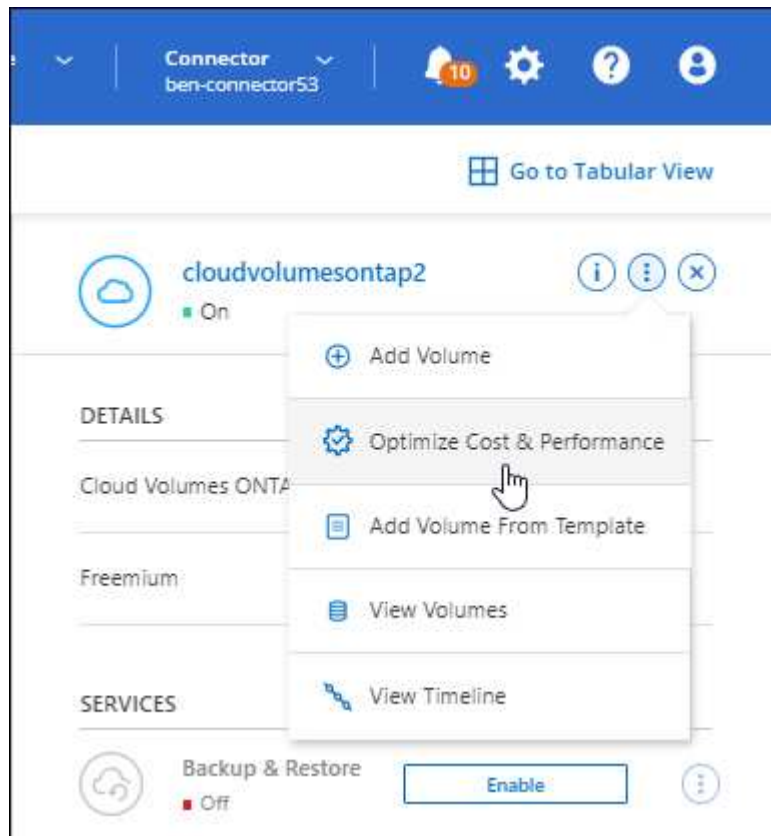 Connector
ben-connector53
10
Go to Tabular View
cloudvolumesontap2
On
Add Volume
DETAILS
Optimize Cost & Performance
Cloud Volumes ONTA
Add Volume From Template
Freemium
View Volumes
View Timeline
SERVICES
Backup & Restore
Enable
Off